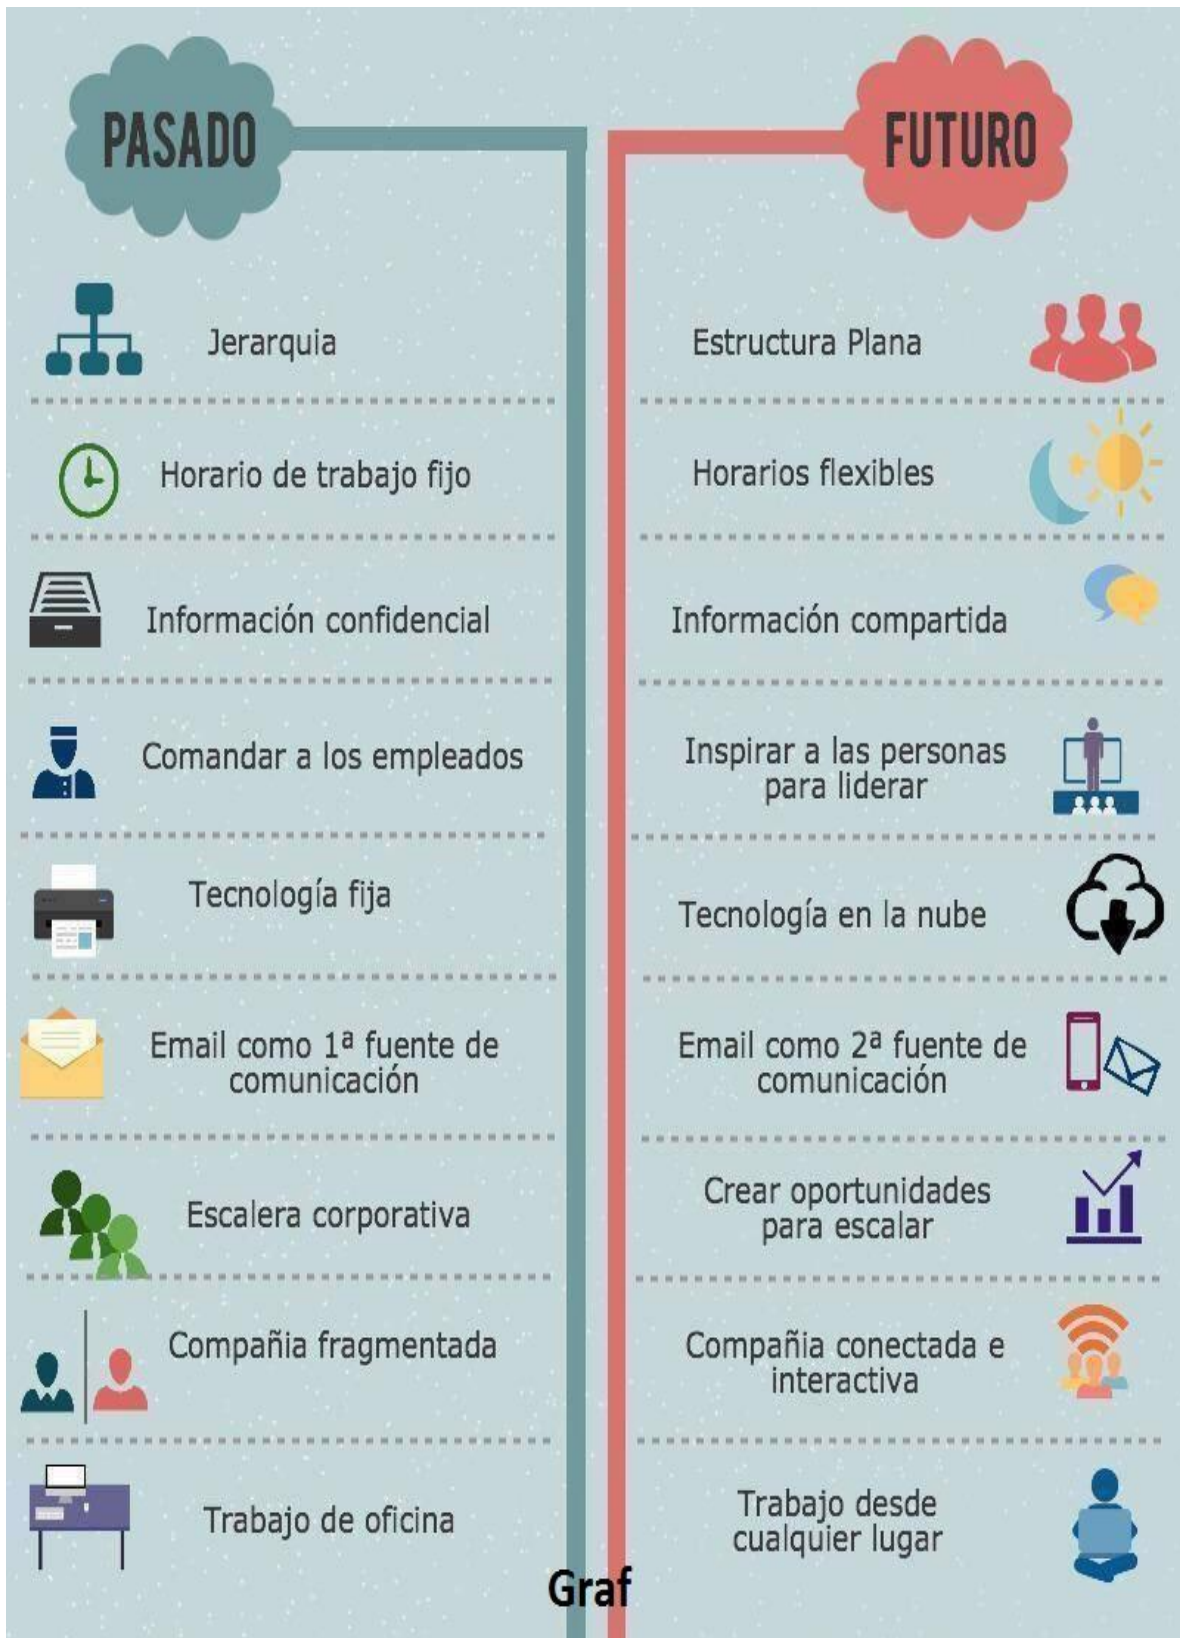 PASADO
FUTURO
Jerarquia
Estructura Plana
Horario de trabajo fijo
Horarios flexibles
Información confidencial
Información compartida
Comandar a los empleados
Inspirar a las personas
para liderar
Tecnología fija
Tecnología en la nube
Email como 1ª fuente de
comunicación
Email como 2ª fuente de
comunicación
Escalera corporativa
Crear oportunidades
para escalar
Compañia fragmentada
Compañia conectada e
interactiva
Trabajo de oficina
Trabajo desde
cualquier lugar
Graf